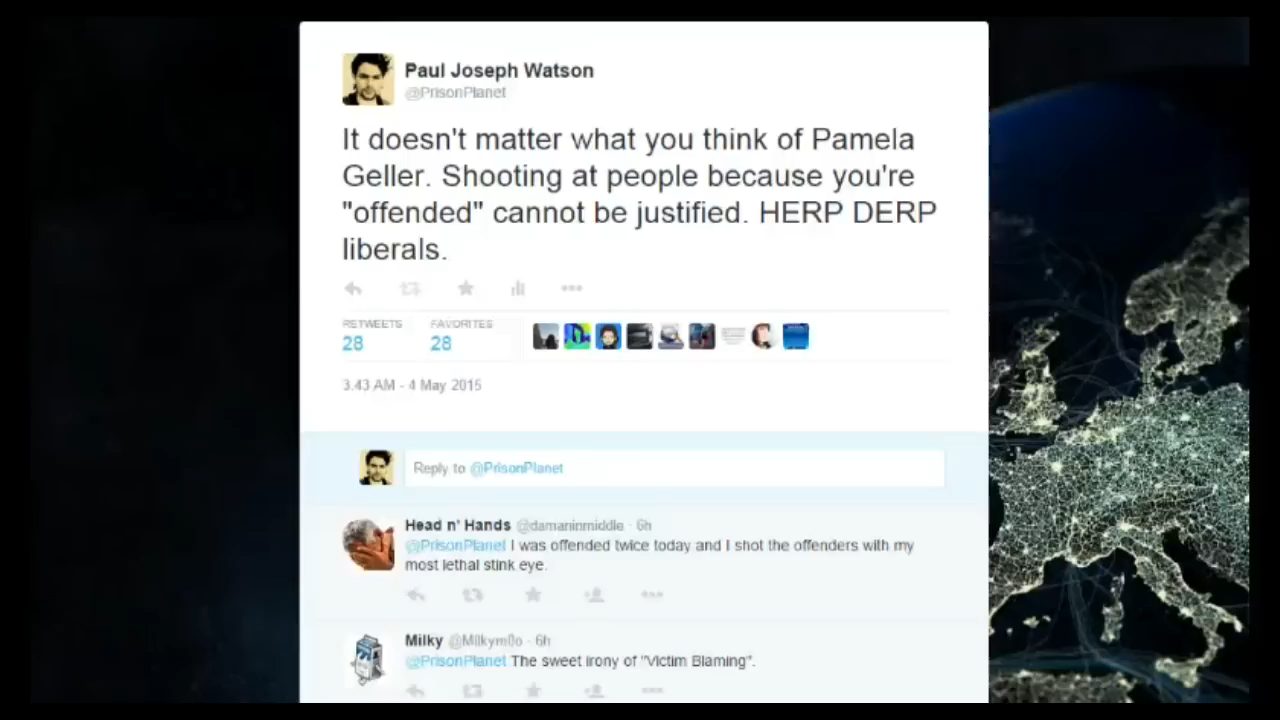 Paul Joseph Watson
@PrisonPlanet
It doesn't matter what you think of Pamela
Geller. Shooting at people because you're
"offended" cannot be justified. HERP DERP
liberals.
RETWEETS FAVORITES
28 28
3:43 AM - 4 May 2015
Reply to @PrisonPlanet
Head n' Hands @damaninmiddle · 6h
@PrisonPlanet I was offended twice today and I shot the offenders with my
most lethal stink eye.
Milky @Milkym0o · 6h
@PrisonPlanet The sweet irony of "Victim Blaming".